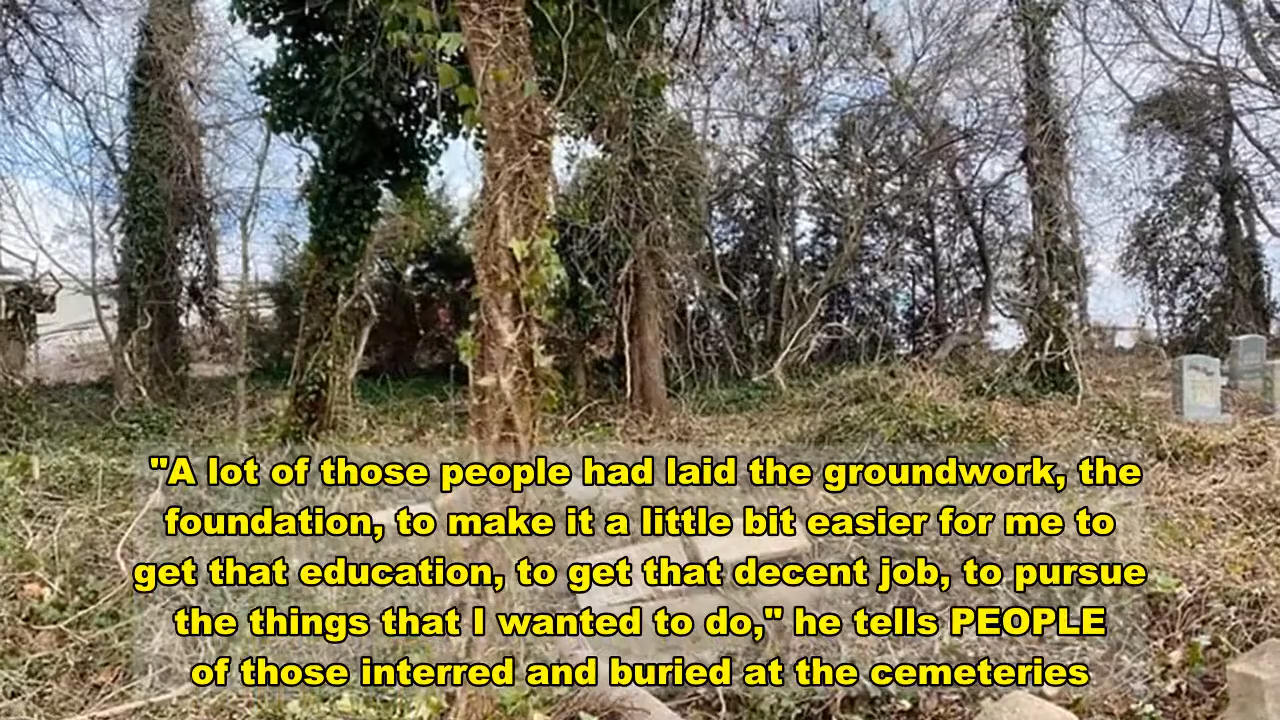 "A lot of those people had laid the groundwork, the
foundation, to make it a little bit easier for me to
get that education, to get that decent job, to pursue
the things that I wanted to do," he tells PEOPLE
of those interred and buried at the cemeteries